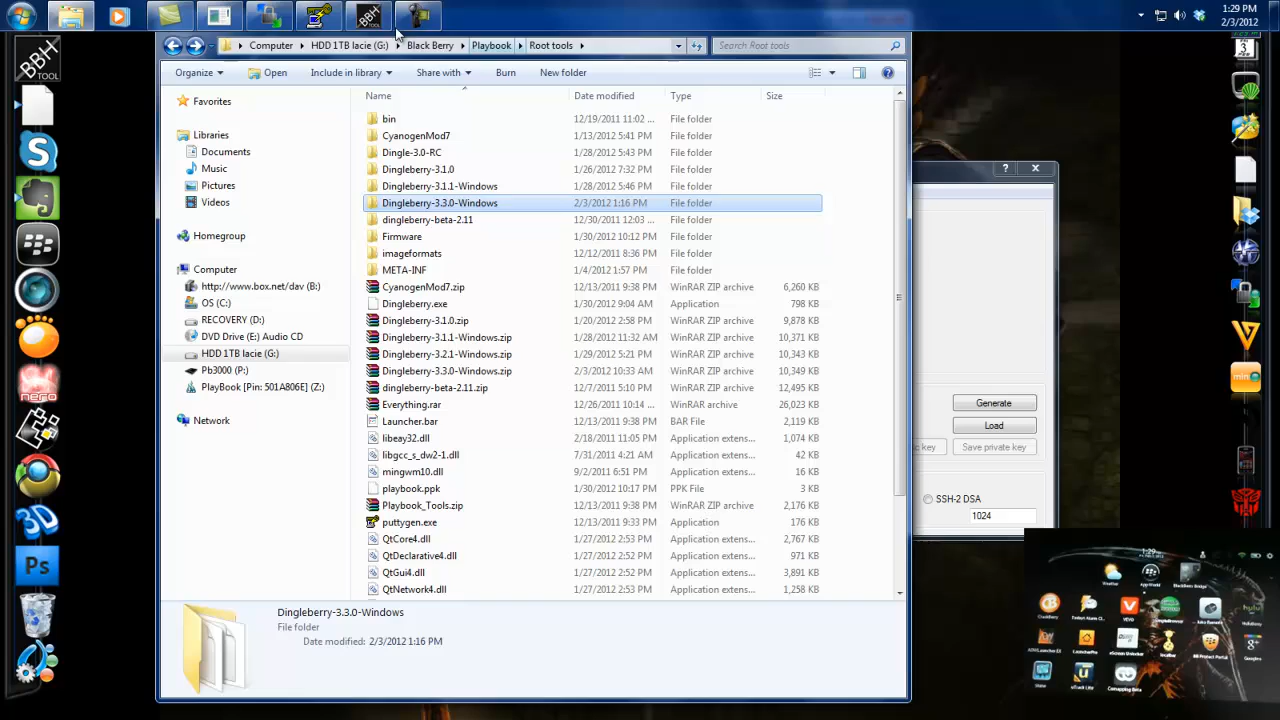 1:29 PM
2/3/2012
BBH TOOL
Computer HDD 1TB lacie (G:) Black Berry Playbook Root tools
Search Root tools
Organize Open Include in library Share with Burn New folder
Name Date modified Type Size
Favorites
Libraries
Documents
Music
Pictures
Videos
Homegroup
Computer
http://www.box.net/dav (B:)
OS (C:)
RECOVERY (D:)
DVD Drive (E:) Audio CD
HDD 1TB lacie (G:)
Pb3000 (P:)
PlayBook [Pin: 501A806E] (Z:)
Network
bin 12/19/2011 11:02 ... File folder
CyanogenMod7 1/13/2012 5:41 PM File folder
Dingle-3.0-RC 1/28/2012 5:43 PM File folder
Dingleberry-3.1.0 1/26/2012 7:32 PM File folder
Dingleberry-3.1.1-Windows 1/28/2012 5:46 PM File folder
Dingleberry-3.3.0-Windows 2/3/2012 1:16 PM File folder
dingleberry-beta-2.11 12/30/2011 12:03 ... File folder
Firmware 1/30/2012 10:12 PM File folder
imageformats 12/12/2011 8:36 PM File folder
META-INF 1/4/2012 1:57 PM File folder
CyanogenMod7.zip 12/13/2011 9:38 PM WinRAR ZIP archive 6,260 KB
Dingleberry.exe 1/30/2012 9:04 AM Application 798 KB
Dingleberry-3.1.0.zip 1/20/2012 2:58 PM WinRAR ZIP archive 9,878 KB
Dingleberry-3.1.1-Windows.zip 1/28/2012 11:32 AM WinRAR ZIP archive 10,371 KB
Dingleberry-3.2.1-Windows.zip 1/29/2012 5:21 PM WinRAR ZIP archive 10,343 KB
Dingleberry-3.3.0-Windows.zip 2/3/2012 10:33 AM WinRAR ZIP archive 10,349 KB
dingleberry-beta-2.11.zip 12/7/2011 5:10 PM WinRAR ZIP archive 12,495 KB
Everything.rar 12/26/2011 10:14 ... WinRAR archive 26,023 KB
Launcher.bar 12/13/2011 9:38 PM BAR File 2,119 KB
libeay32.dll 2/18/2011 11:05 PM Application extens... 1,074 KB
libgcc_s_dw2-1.dll 7/31/2011 4:21 AM Application extens... 42 KB
mingwm10.dll 9/2/2011 6:51 PM Application extens... 16 KB
playbook.ppk 1/30/2012 10:17 PM PPK File 3 KB
Playbook_Tools.zip 12/13/2011 9:38 PM WinRAR ZIP archive 2,176 KB
puttygen.exe 12/13/2011 9:33 PM Application 176 KB
QtCore4.dll 1/27/2012 2:53 PM Application extens... 2,767 KB
QtDeclarative4.dll 1/27/2012 2:52 PM Application extens... 971 KB
QtGui4.dll 1/27/2012 2:52 PM Application extens... 3,891 KB
QtNetwork4.dll 1/27/2012 2:53 PM Application extens... 1,258 KB
Dingleberry-3.3.0-Windows
File folder
Date modified: 2/3/2012 1:16 PM
Generate
Load
c key Save private key
SSH-2 DSA
1024
nero
3D
Ps
mini
1:29
Weather
App World
BlackBerry Bridge
VEVO